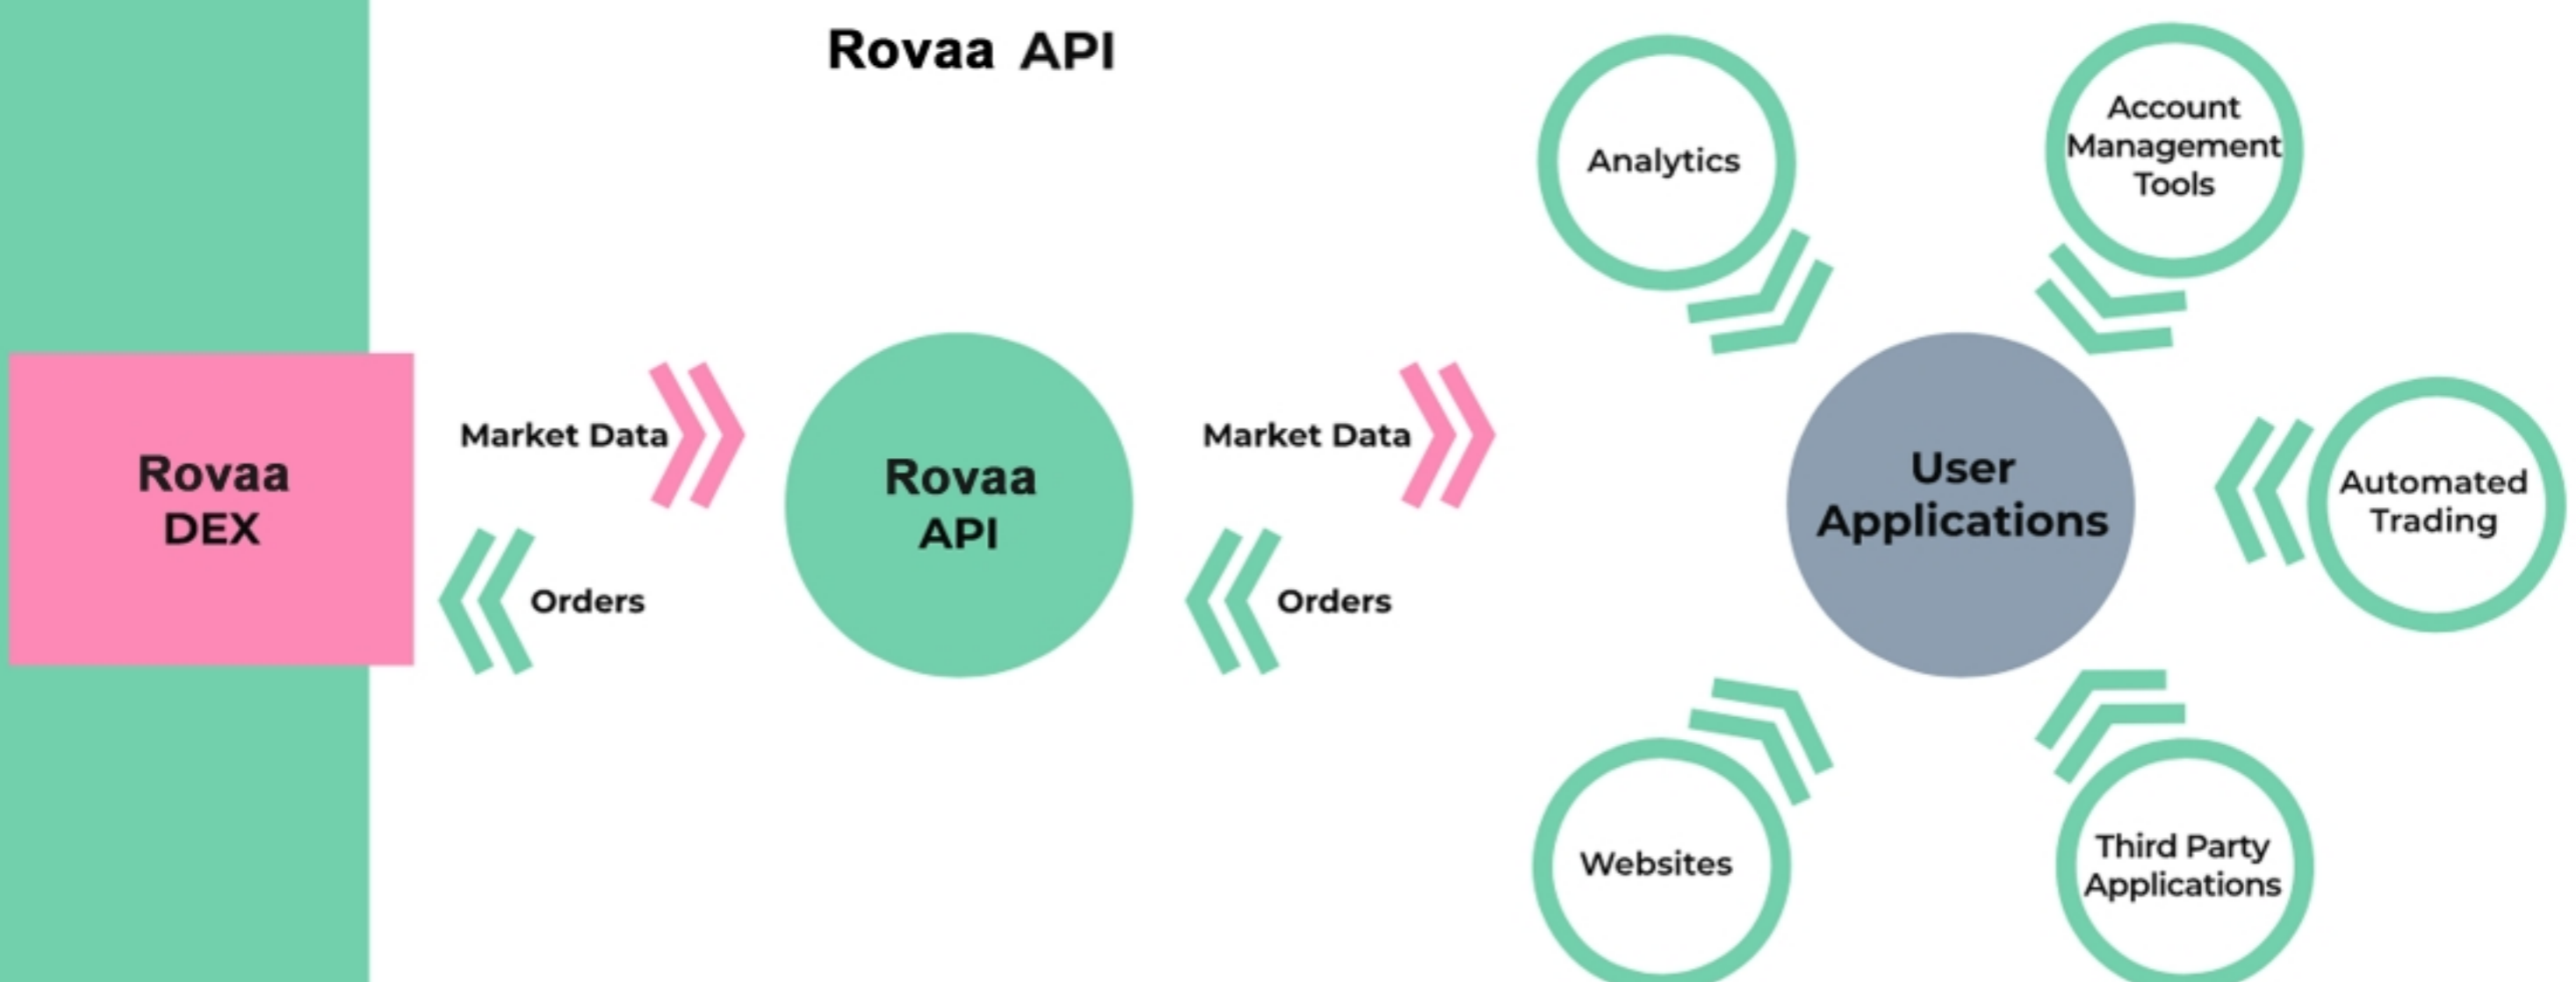 Rovaa API
Rovaa
DEX
Market Data
Orders
Rovaa
API
Market Data
Orders
Analytics
Account
Management
Tools
User
Applications
Automated
Trading
Websites
Third Party
Applications